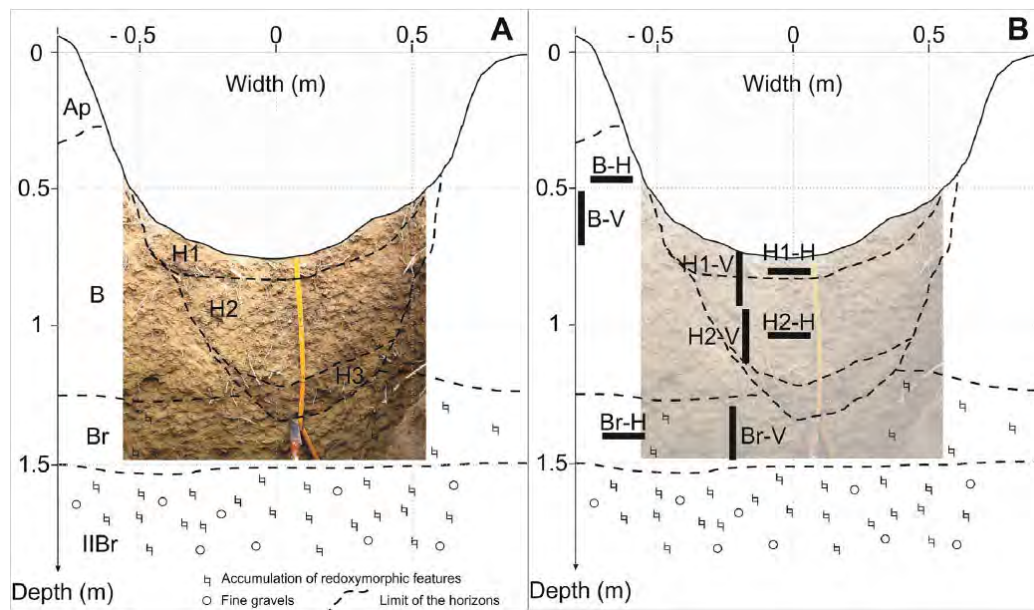 - 0.5 0 0.5 A
0
Width (m)
Ap
0.5
H1
B
H2
1
H3
Br
1.5
IIBr
Accumulation of redoxymorphic features
Fine gravels
Limit of the horizons
Depth (m)
- 0.5 0 0.5 B
0
Width (m)
B-H
0.5
B-V
H1-V H1-H
1
H2-V H2-H
Br-H Br-V
1.5
Depth (m)